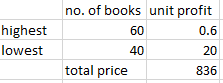 no. of books unit profit
highest 60 0.6
lowest 40 20
total price 836